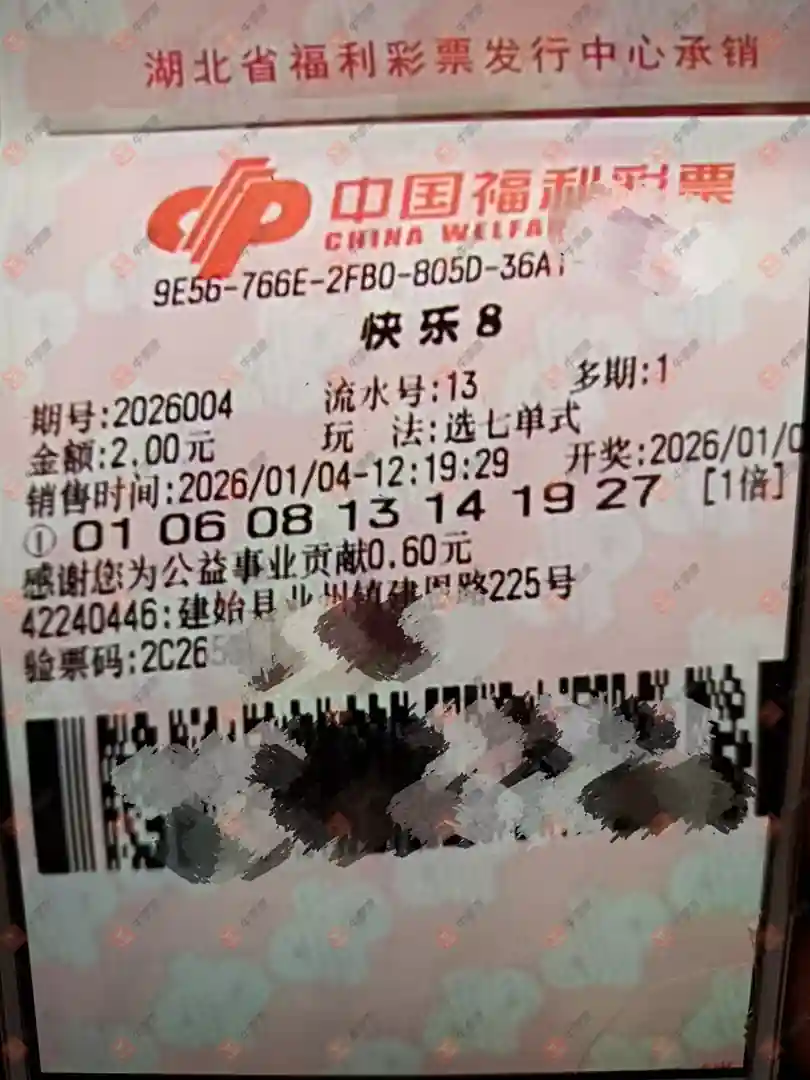 湖北省福利彩票发行中心承销
中国福利彩票
CHINA WELFA
9E56-766E-2FB0-805D-36A
快乐8
期号:2026004 流水号:13 多期:1
金额:2.00元 玩 法:选七单式
销售时间:2026/01/04-12:19:29 开奖:2026/01/0
① 01 06 08 13 14 19 27 [1倍]
感谢您为公益事业贡献0.60元
42240446:建始县业州镇建恩路225号
验票码:2C26